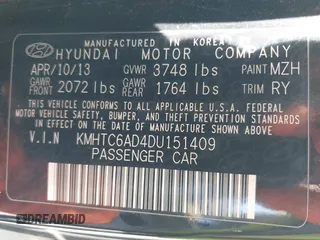 MADE IN KOREA
HYUNDAI MOTOR COMPANY
APR/10/13 GVWR 3748 lbs PAINT MZH
GAWR FRONT 2072 lbs GAWR REAR 1764 lbs TRIM RY
THIS VEHICLE CONFORMS TO ALL APPLICABLE U.S.A. FEDERAL
MOTOR VEHICLE SAFETY, BUMPER, AND THEFT PREVENTION
STANDARDS IN EFFECT ON THE DATE OF MANUFACTURE SHOWN ABOVE.
V.I.N KMHTC6AD4DU151409
PASSENGER CAR
DREAMBID